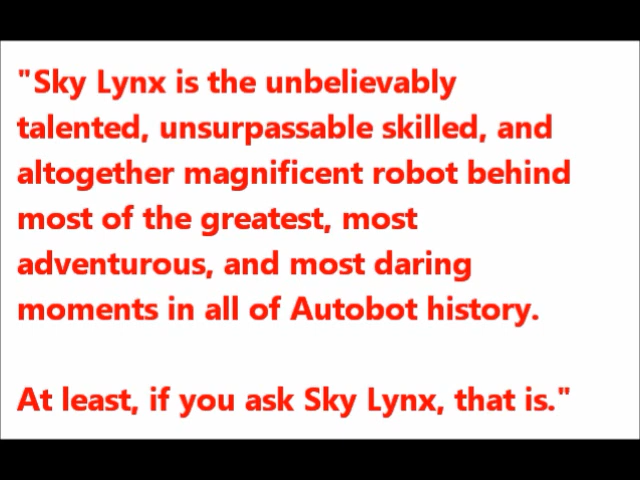 "Sky Lynx is the unbelievably
talented, unsurpassable skilled, and
altogether magnificent robot behind
most of the greatest, most
adventurous, and most daring
moments in all of Autobot history.
At least, if you ask Sky Lynx, that is."